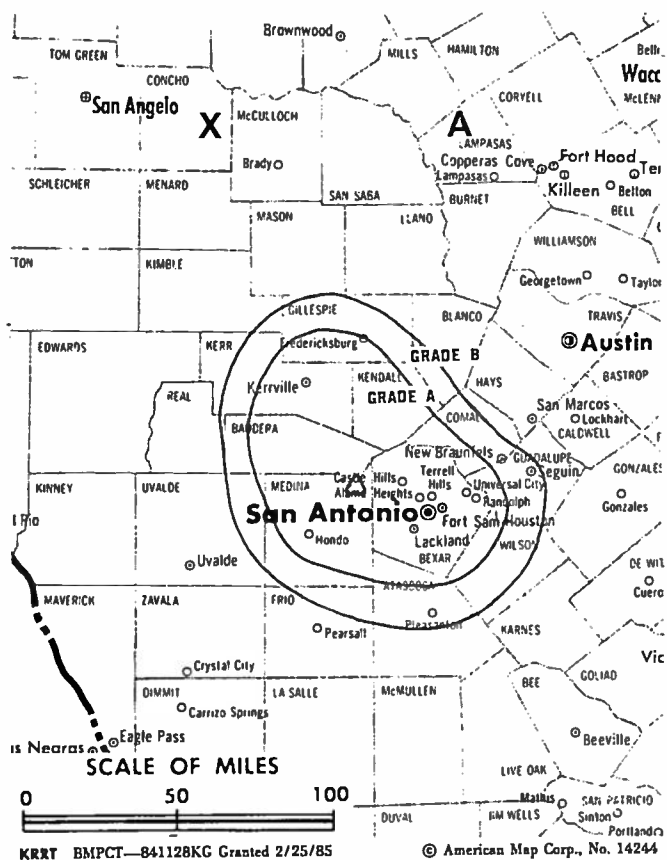 Brownwood
TOM GREEN
MILLS
HAMILTON
CONCHO
San Angelo
CORYELL
X
McCULLOCH
A
LAMPASAS
Copperas Cove
Fort Hood
Brady
Lampasas
Killeen
Belton
SCHLEICHER
MENARD
SAN SABA
BURNET
BELL
MASON
LLANO
WILLIAMSON
TON
KIMBLE
Georgetown
Taylor
GILLESPIE
BLANCO
TRAVIS
EDWARDS
KERR
Fredericksburg
GRADE B
Austin
KENDALL
BASTROP
Kerrville
GRADE A
HAYS
REAL
San Marcos
COMAL
Lockhart
BANDERA
CALDWELL
New Braunfels
GUADALUPE
Seguin
GONZALES
KINNEY
UVALDE
MEDINA
Castle Hills
Terrell Hills
Alamo Heights
Universal City
Randolph
Gonzales
San Antonio
Fort Sam Houston
Hondo
Lackland
WILSON
BEXAR
Uvalde
DE WIT
ATASCOSA
MAVERICK
ZAVALA
FRIO
Cuero
Pleasanton
Pearsall
KARNES
Vic
Crystal City
BEE
GOLIAD
DIMMIT
LA SALLE
McMULLEN
Carrizo Springs
Eagle Pass
Beeville
SCALE OF MILES
LIVE OAK
0 50 100
Mathis
SAN PATRICIO
Sinton
DUVAL
JIM WELLS
Portland
KRRT BMPCT—841128KG Granted 2/25/85
© American Map Corp., No. 14244